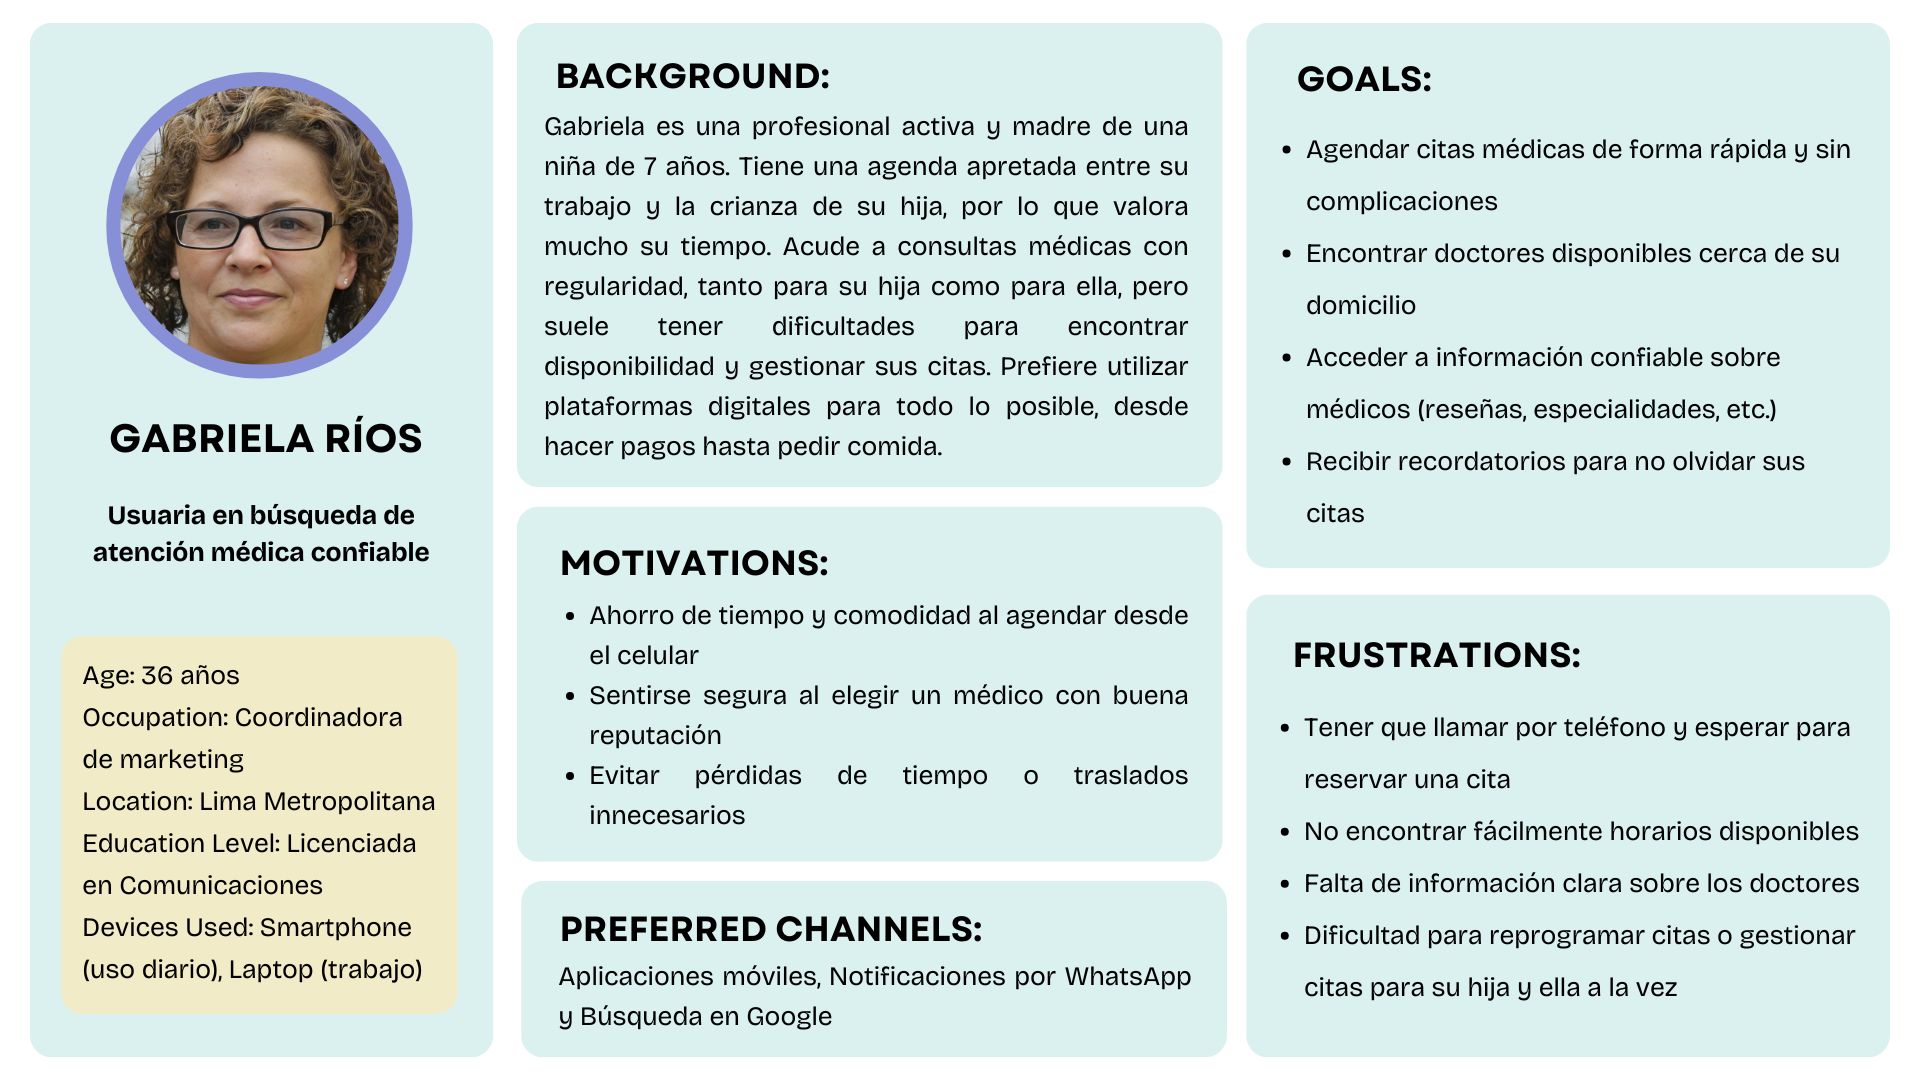 GABRIELA RÍOS
Usuaria en búsqueda de
atención médica confiable
Age: 36 años
Occupation: Coordinadora
de marketing
Location: Lima Metropolitana
Education Level: Licenciada
en Comunicaciones
Devices Used: Smartphone
(uso diario), Laptop (trabajo)
BACKGROUND:
Gabriela es una profesional activa y madre de una
niña de 7 años. Tiene una agenda apretada entre su
trabajo y la crianza de su hija, por lo que valora
mucho su tiempo. Acude a consultas médicas con
regularidad, tanto para su hija como para ella, pero
suele tener dificultades para encontrar
disponibilidad y gestionar sus citas. Prefiere utilizar
plataformas digitales para todo lo posible, desde
hacer pagos hasta pedir comida.
MOTIVATIONS:
• Ahorro de tiempo y comodidad al agendar desde
el celular
• Sentirse segura al elegir un médico con buena
reputación
• Evitar pérdidas de tiempo o traslados
innecesarios
PREFERRED CHANNELS:
Aplicaciones móviles, Notificaciones por WhatsApp
y Búsqueda en Google
GOALS:
• Agendar citas médicas de forma rápida y sin
complicaciones
• Encontrar doctores disponibles cerca de su
domicilio
• Acceder a información confiable sobre
médicos (reseñas, especialidades, etc.)
• Recibir recordatorios para no olvidar sus
citas
FRUSTRATIONS:
• Tener que llamar por teléfono y esperar para
reservar una cita
• No encontrar fácilmente horarios disponibles
• Falta de información clara sobre los doctores
• Dificultad para reprogramar citas o gestionar
citas para su hija y ella a la vez